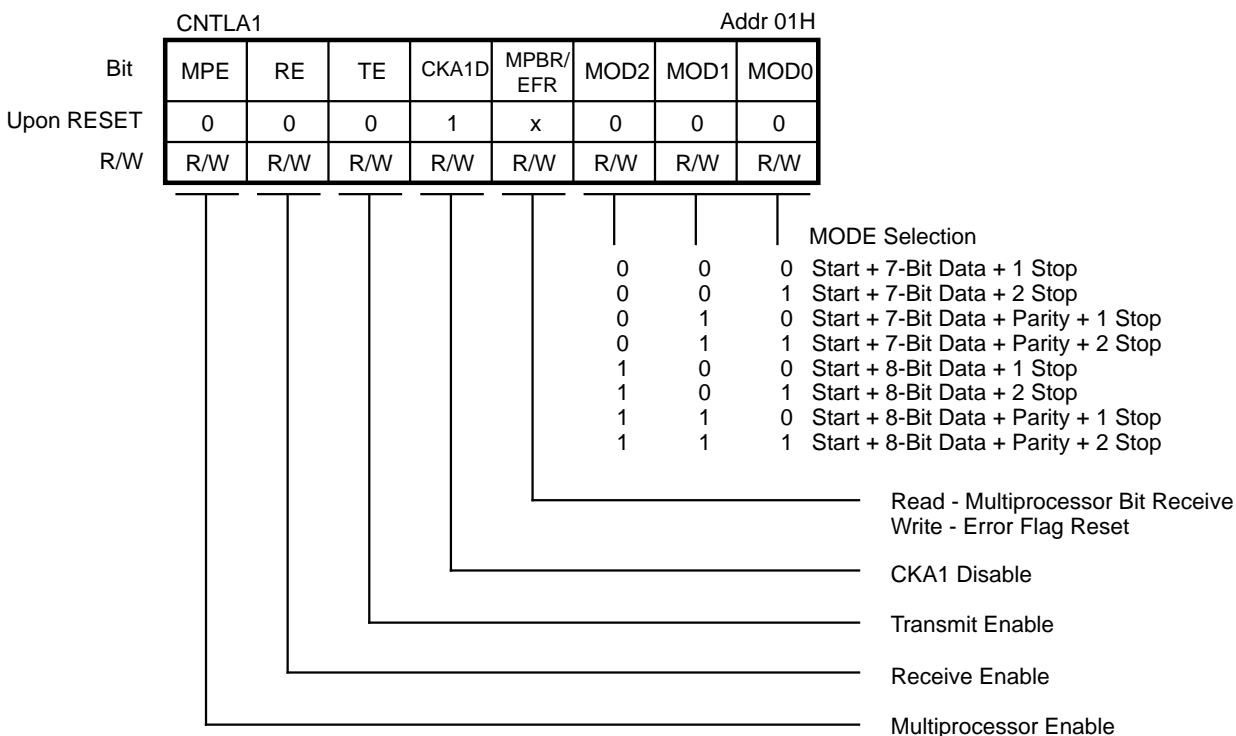 CNTLA1 Addr 01H
Bit MPE RE TE CKA1D MPBR/ EFR MOD2 MOD1 MOD0
Upon RESET 0 0 0 1 x 0 0 0
R/W R/W R/W R/W R/W R/W R/W R/W R/W
MODE Selection
0 0 0 Start + 7-Bit Data + 1 Stop
0 0 1 Start + 7-Bit Data + 2 Stop
0 1 0 Start + 7-Bit Data + Parity + 1 Stop
0 1 1 Start + 7-Bit Data + Parity + 2 Stop
1 0 0 Start + 8-Bit Data + 1 Stop
1 0 1 Start + 8-Bit Data + 2 Stop
1 1 0 Start + 8-Bit Data + Parity + 1 Stop
1 1 1 Start + 8-Bit Data + Parity + 2 Stop
Read - Multiprocessor Bit Receive
Write - Error Flag Reset
CKA1 Disable
Transmit Enable
Receive Enable
Multiprocessor Enable